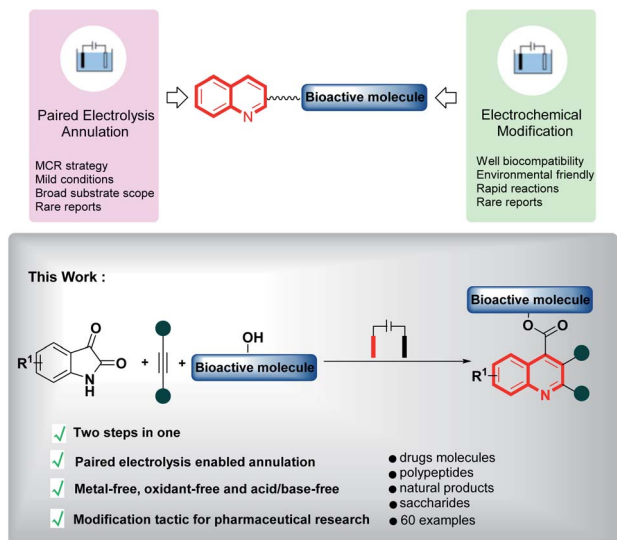 Paired Electrolysis
Annulation
MCR strategy
Mild conditions
Broad substrate scope
Rare reports
N
Bioactive molecule
Electrochemical
Modification
Well biocompatibility
Environmental friendly
Rapid reactions
Rare reports
This Work :
R¹
O
O
N
H
+
+
OH
Bioactive molecule
Bioactive molecule
O
O
R¹
N
√ Two steps in one
√ Paired electrolysis enabled annulation
√ Metal-free, oxidant-free and acid/base-free
√ Modification tactic for pharmaceutical research
● drugs molecules
● polypeptides
● natural products
● saccharides
● 60 examples